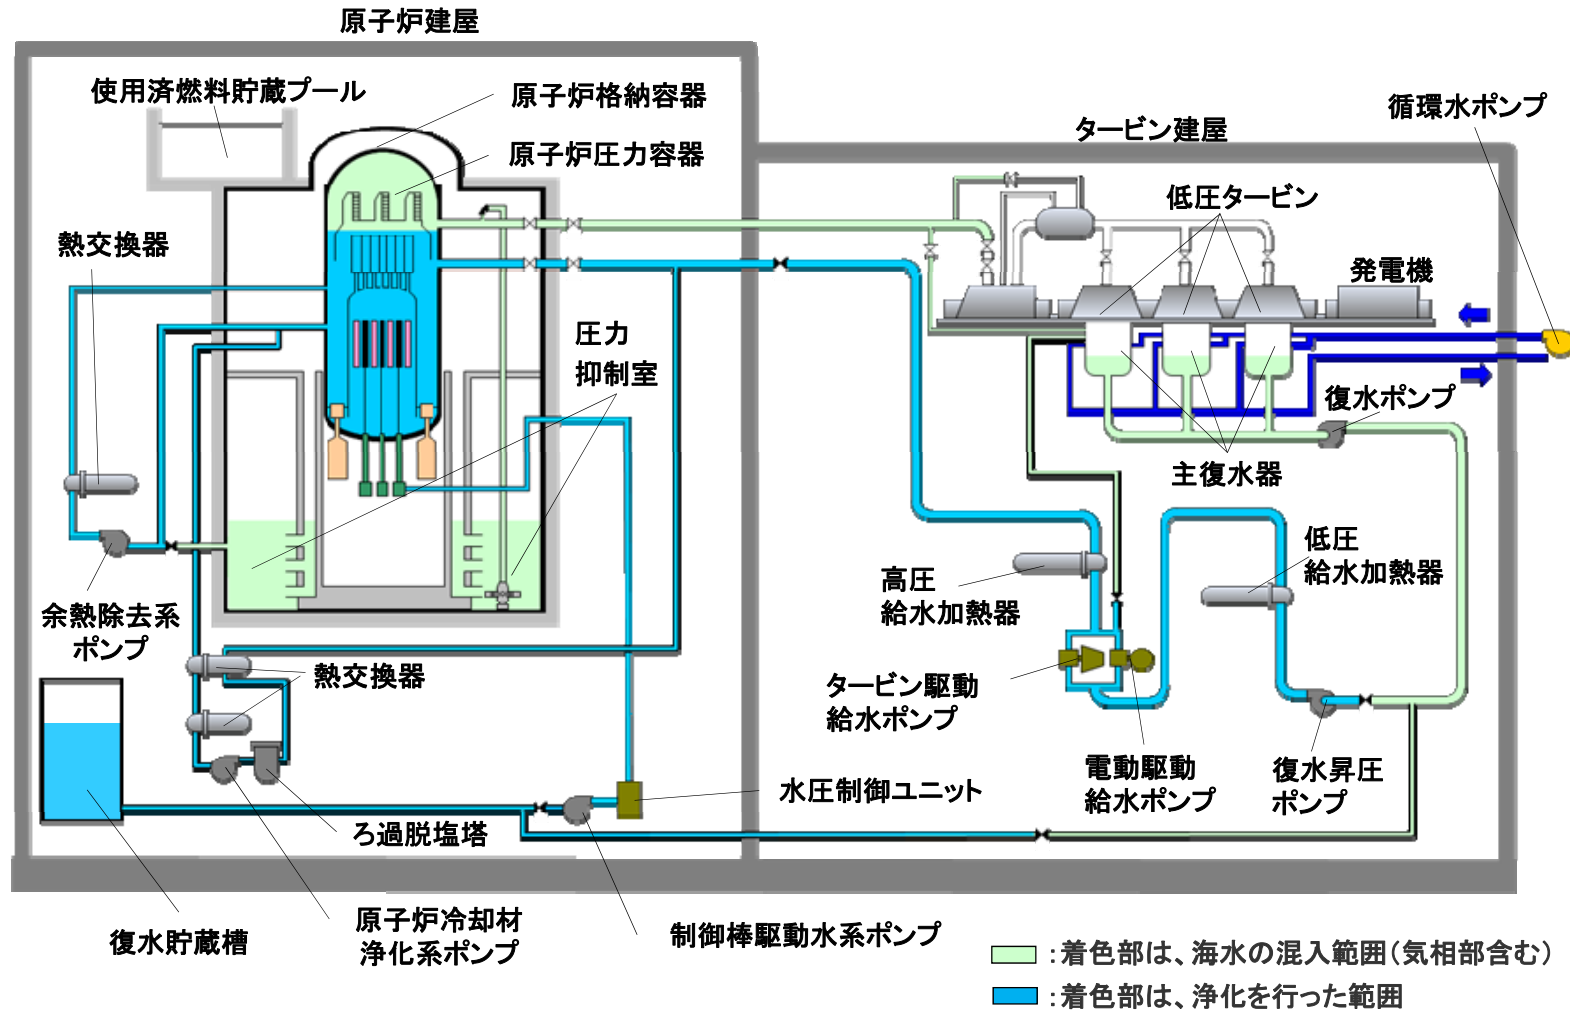 原子炉建屋
使用済燃料貯蔵プール
原子炉格納容器
循環水ポンプ
タービン建屋
原子炉圧力容器
低圧タービン
熱交換器
発電機
圧力
抑制室
復水ポンプ
主復水器
低圧
給水加熱器
高圧
給水加熱器
余熱除去系
ポンプ
熱交換器
タービン駆動
給水ポンプ
電動駆動
給水ポンプ
復水昇圧
ポンプ
水圧制御ユニット
ろ過脱塩塔
復水貯蔵槽
原子炉冷却材
浄化系ポンプ
制御棒駆動水系ポンプ
:着色部は、海水の混入範囲(気相部含む)
:着色部は、浄化を行った範囲